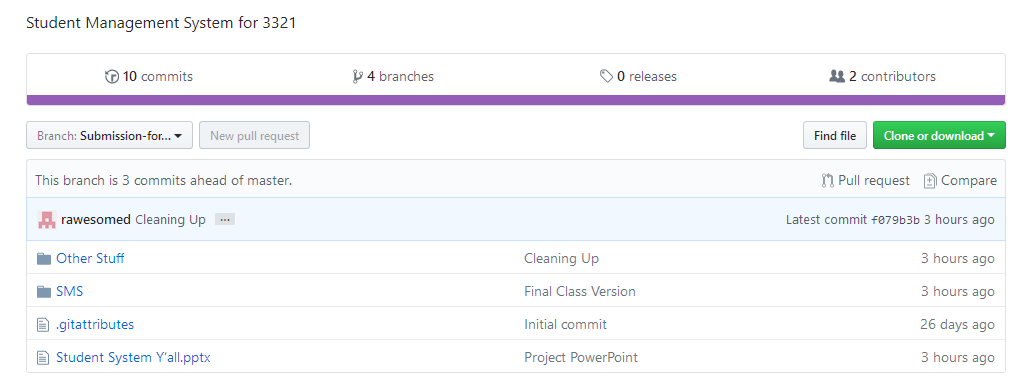 Student Management System for 3321
10 commits 4 branches 0 releases 2 contributors
Branch: Submission-for... New pull request Find file Clone or download
This branch is 3 commits ahead of master. Pull request Compare
rawesomed Cleaning Up ... Latest commit f079b3b 3 hours ago
Other Stuff Cleaning Up 3 hours ago
SMS Final Class Version 3 hours ago
.gitattributes Initial commit 26 days ago
Student System Y'all.pptx Project PowerPoint 3 hours ago